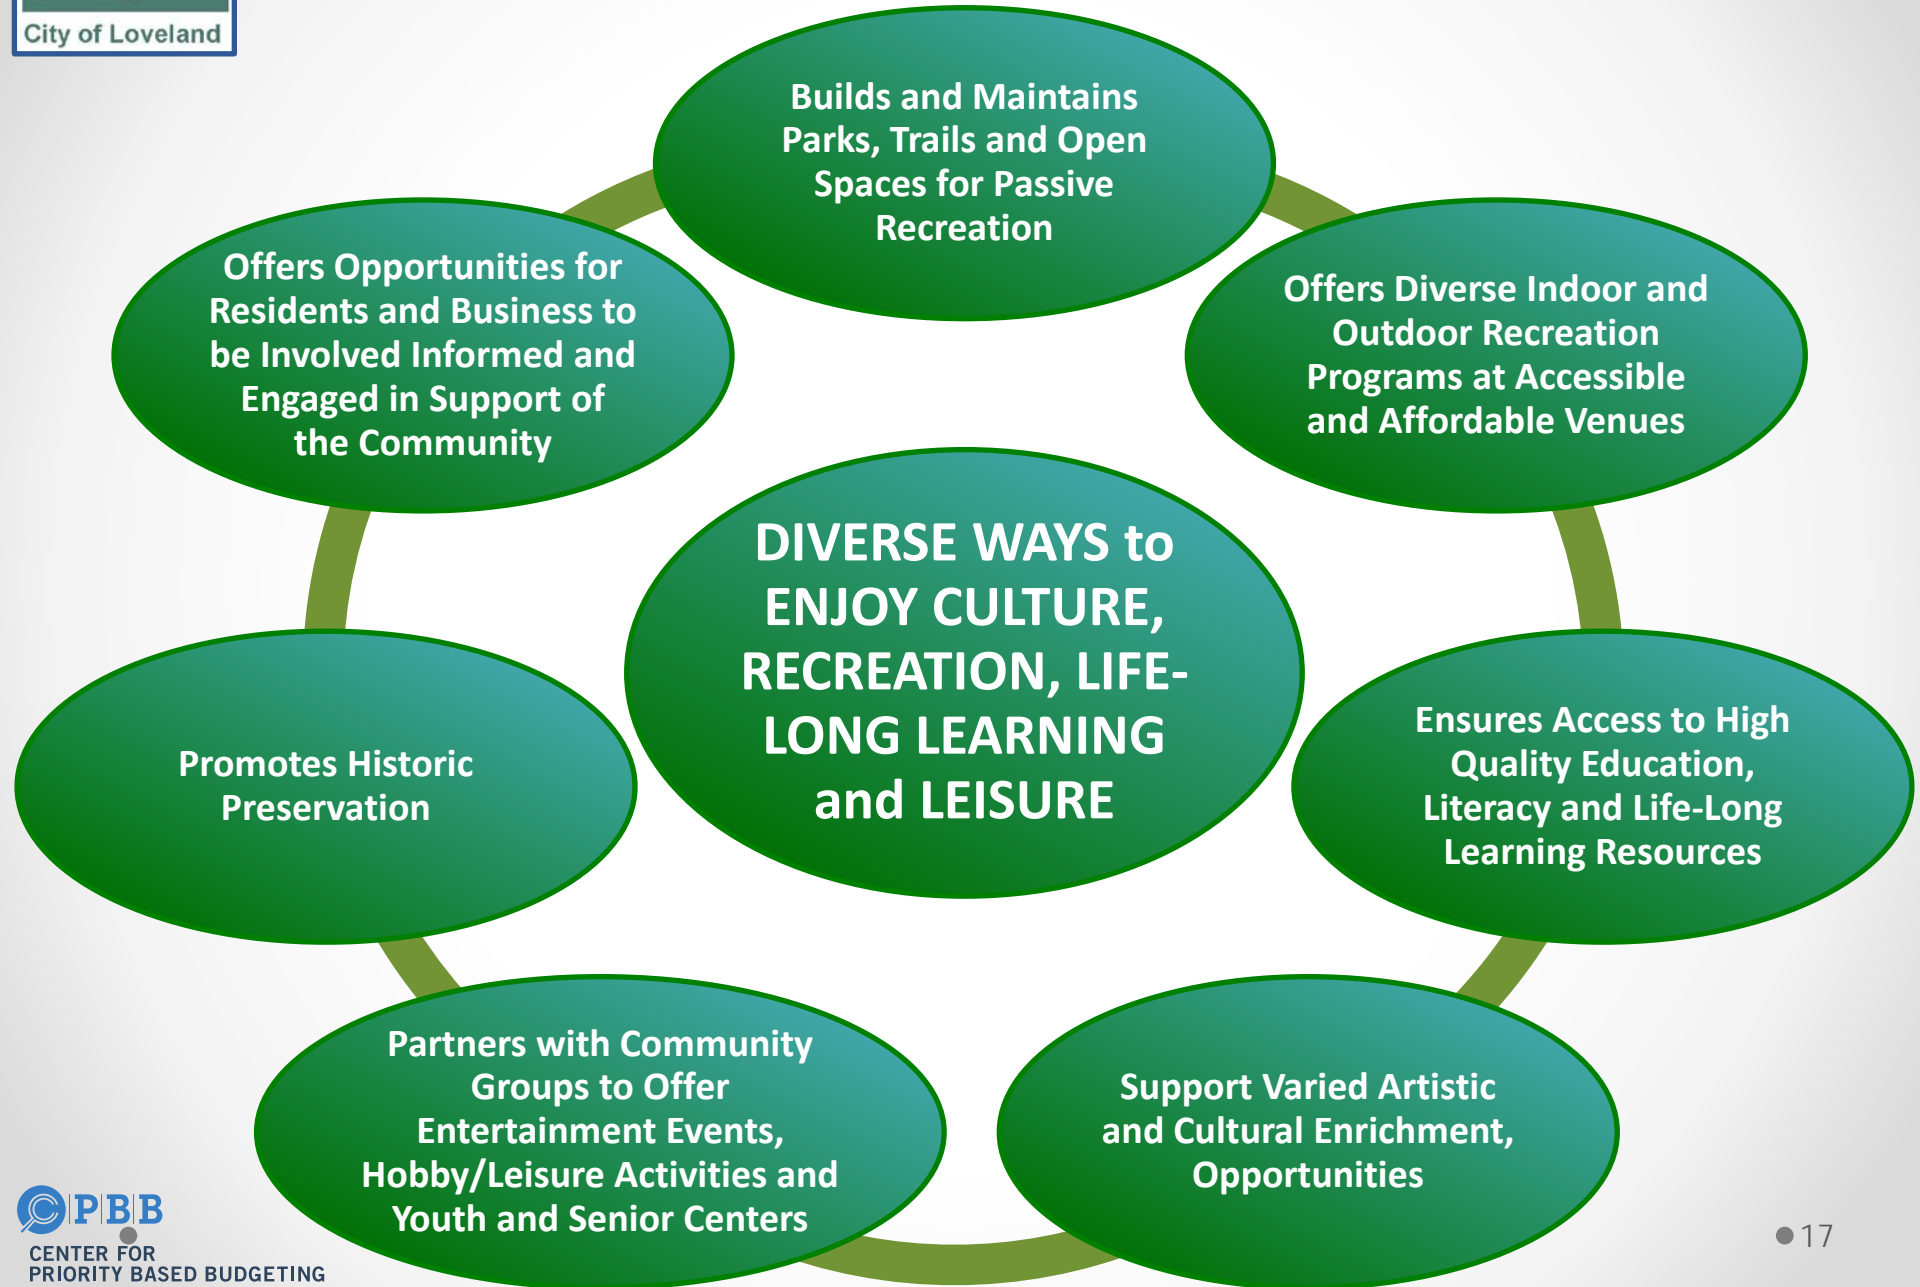 City of Loveland
Builds and Maintains
Parks, Trails and Open
Spaces for Passive
Recreation
Offers Opportunities for
Residents and Business to
be Involved Informed and
Engaged in Support of
the Community
Offers Diverse Indoor and
Outdoor Recreation
Programs at Accessible
and Affordable Venues
DIVERSE WAYS to
ENJOY CULTURE,
RECREATION, LIFE-
LONG LEARNING
and LEISURE
Promotes Historic
Preservation
Ensures Access to High
Quality Education,
Literacy and Life-Long
Learning Resources
Partners with Community
Groups to Offer
Entertainment Events,
Hobby/Leisure Activities and
Youth and Senior Centers
Support Varied Artistic
and Cultural Enrichment,
Opportunities
CPBB
CENTER FOR
PRIORITY BASED BUDGETING
17